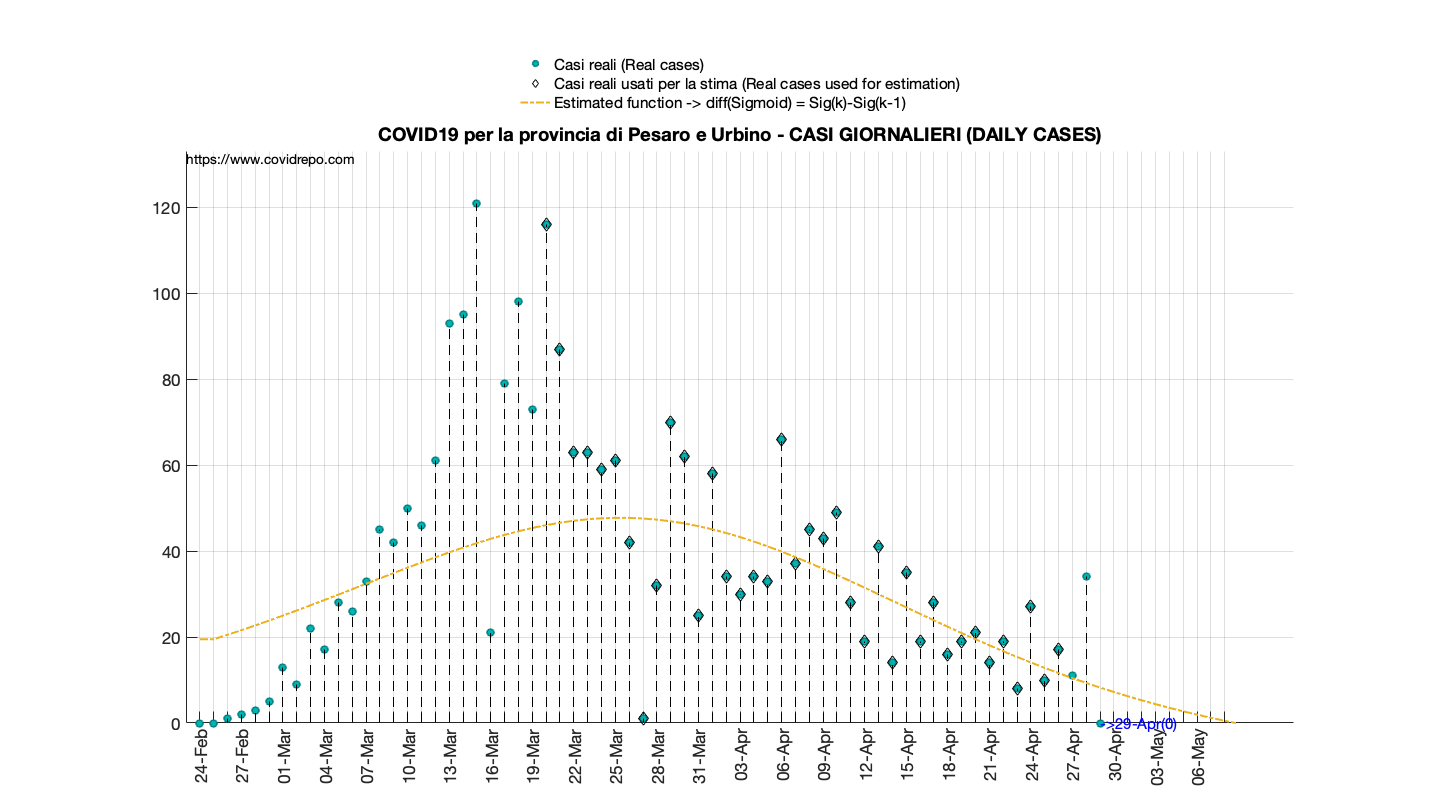 Casi reali (Real cases)
Casi reali usati per la stima (Real cases used for estimation)
Estimated function -> diff(Sigmoid) = Sig(k)-Sig(k-1)
COVID19 per la provincia di Pesaro e Urbino - CASI GIORNALIERI (DAILY CASES)
https://www.covidrepo.com
120
100
80
60
40
20
0
->29-Apr(0)
24-Feb
27-Feb
01-Mar
04-Mar
07-Mar
10-Mar
13-Mar
16-Mar
19-Mar
22-Mar
25-Mar
28-Mar
31-Mar
03-Apr
06-Apr
09-Apr
12-Apr
15-Apr
18-Apr
21-Apr
24-Apr
27-Apr
30-Apr
03-May
06-May